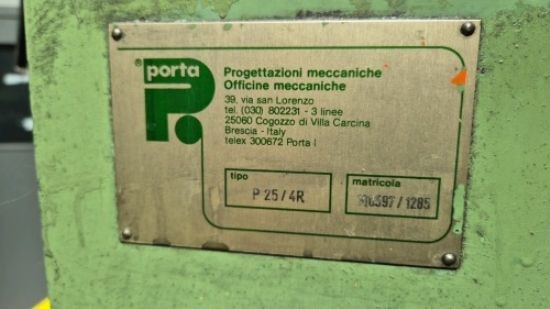 porta
Progettazioni meccaniche
Officine meccaniche
39, via san Lorenzo
tel. (030) 802231 - 3 linee
25060 Cogozzo di Villa Carcina
Brescia - Italy
telex 300672 Porta I
tipo
P 25/4R
matricola